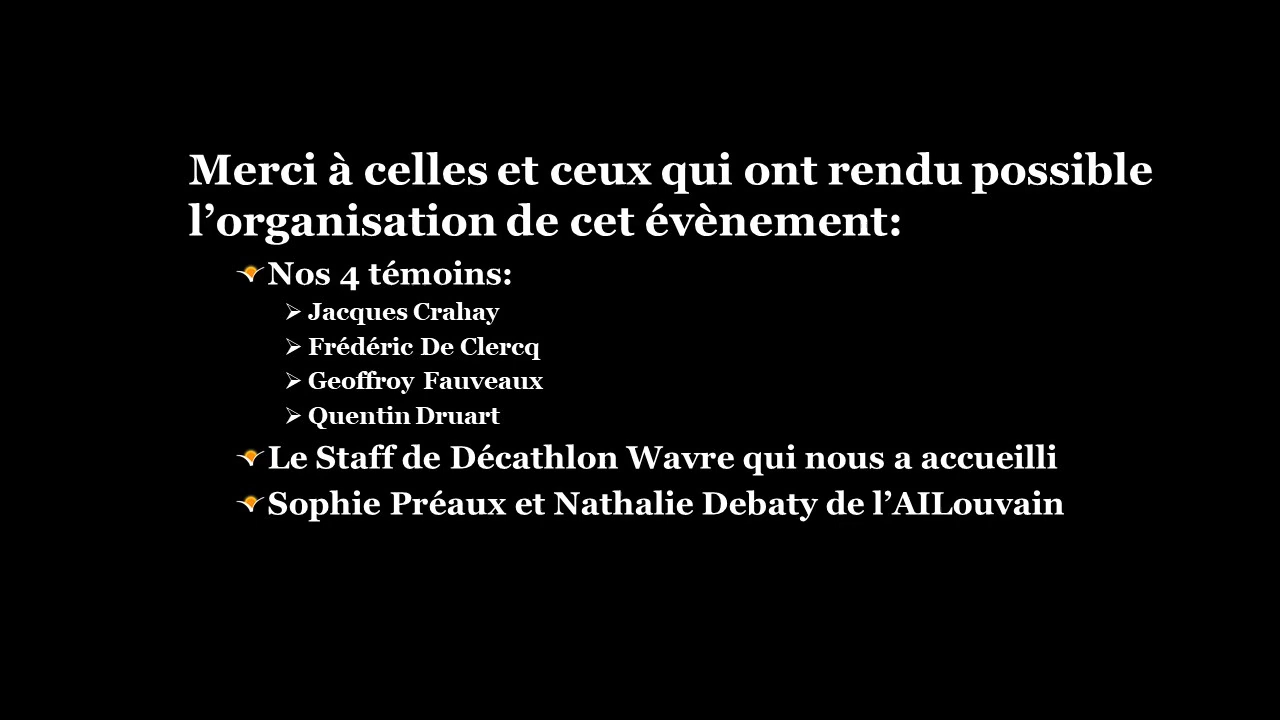 Merci à celles et ceux qui ont rendu possible
l’organisation de cet évènement:
Nos 4 témoins:
Jacques Crahay
Frédéric De Clercq
Geoffroy Fauveaux
Quentin Druart
Le Staff de Décathlon Wavre qui nous a accueilli
Sophie Préaux et Nathalie Debaty de l’AILouvain